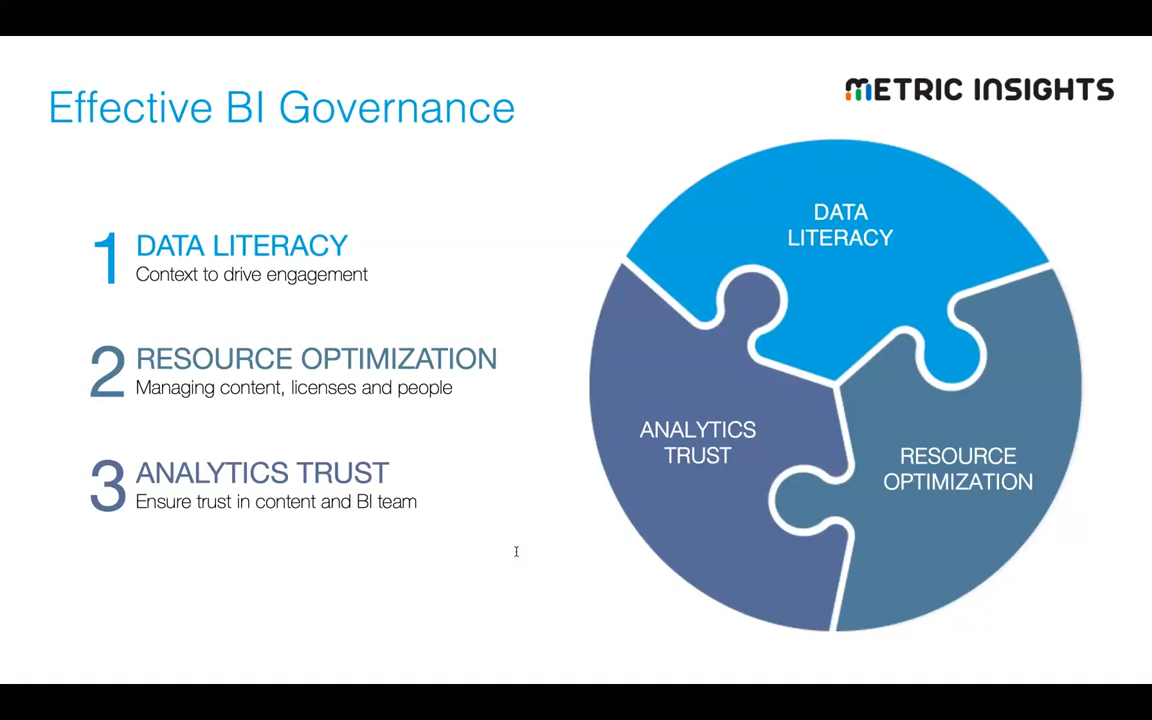 Effective BI Governance
METRIC INSIGHTS
1 DATA LITERACY
Context to drive engagement
2 RESOURCE OPTIMIZATION
Managing content, licenses and people
3 ANALYTICS TRUST
Ensure trust in content and BI team
DATA
LITERACY
ANALYTICS
TRUST
RESOURCE
OPTIMIZATION